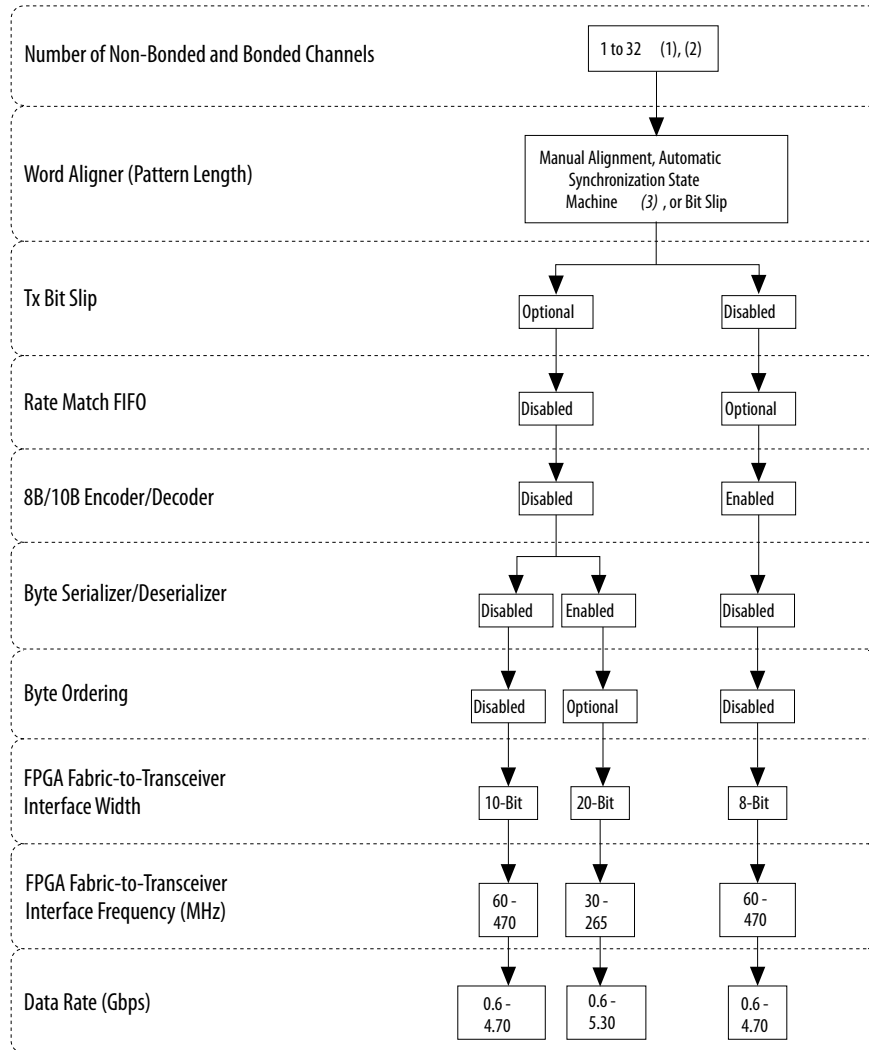 Number of Non-Bonded and Bonded Channels
1 to 32 (1), (2)
Word Aligner (Pattern Length)
Manual Alignment, Automatic
Synchronization State
Machine (3) , or Bit Slip
Tx Bit Slip
Optional
Disabled
Rate Match FIFO
Disabled
Optional
8B/10B Encoder/Decoder
Disabled
Enabled
Byte Serializer/Deserializer
Disabled
Enabled
Disabled
Byte Ordering
Disabled
Optional
Disabled
FPGA Fabric-to-Transceiver
Interface Width
10-Bit
20-Bit
8-Bit
FPGA Fabric-to-Transceiver
Interface Frequency (MHz)
60 -
470
30 -
265
60 -
470
Data Rate (Gbps)
0.6 -
4.70
0.6 -
5.30
0.6 -
4.70